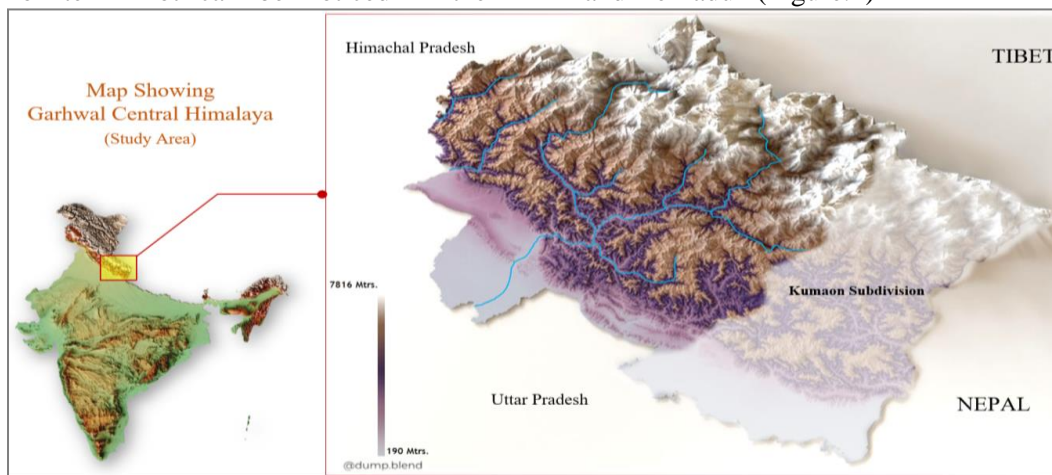 Map Showing
Garhwal Central Himalaya
(Study Area)
Himachal Pradesh
TIBET
7816 Mtrs.
Kumaon Subdivision
Uttar Pradesh
NEPAL
190 Mtrs.
@dump.blend